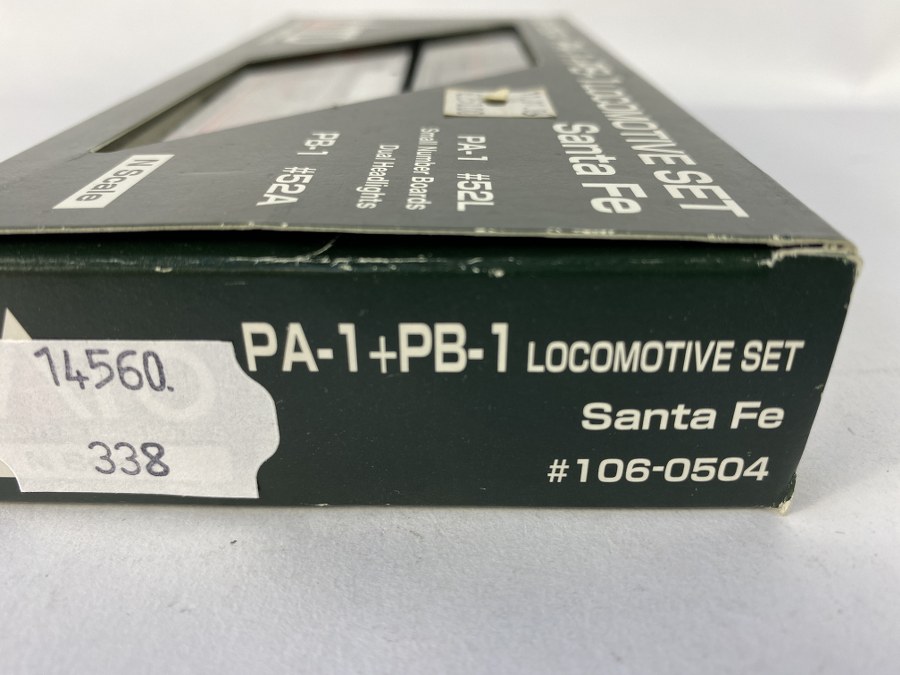 LOCOMOTIVE SET
Santa Fe
PA-1 #52L
Small Number Boards
Dual Headlights
PB-1 #52A
N Scale
PA-1+PB-1 LOCOMOTIVE SET
Santa Fe
#106-0504
14560.
338